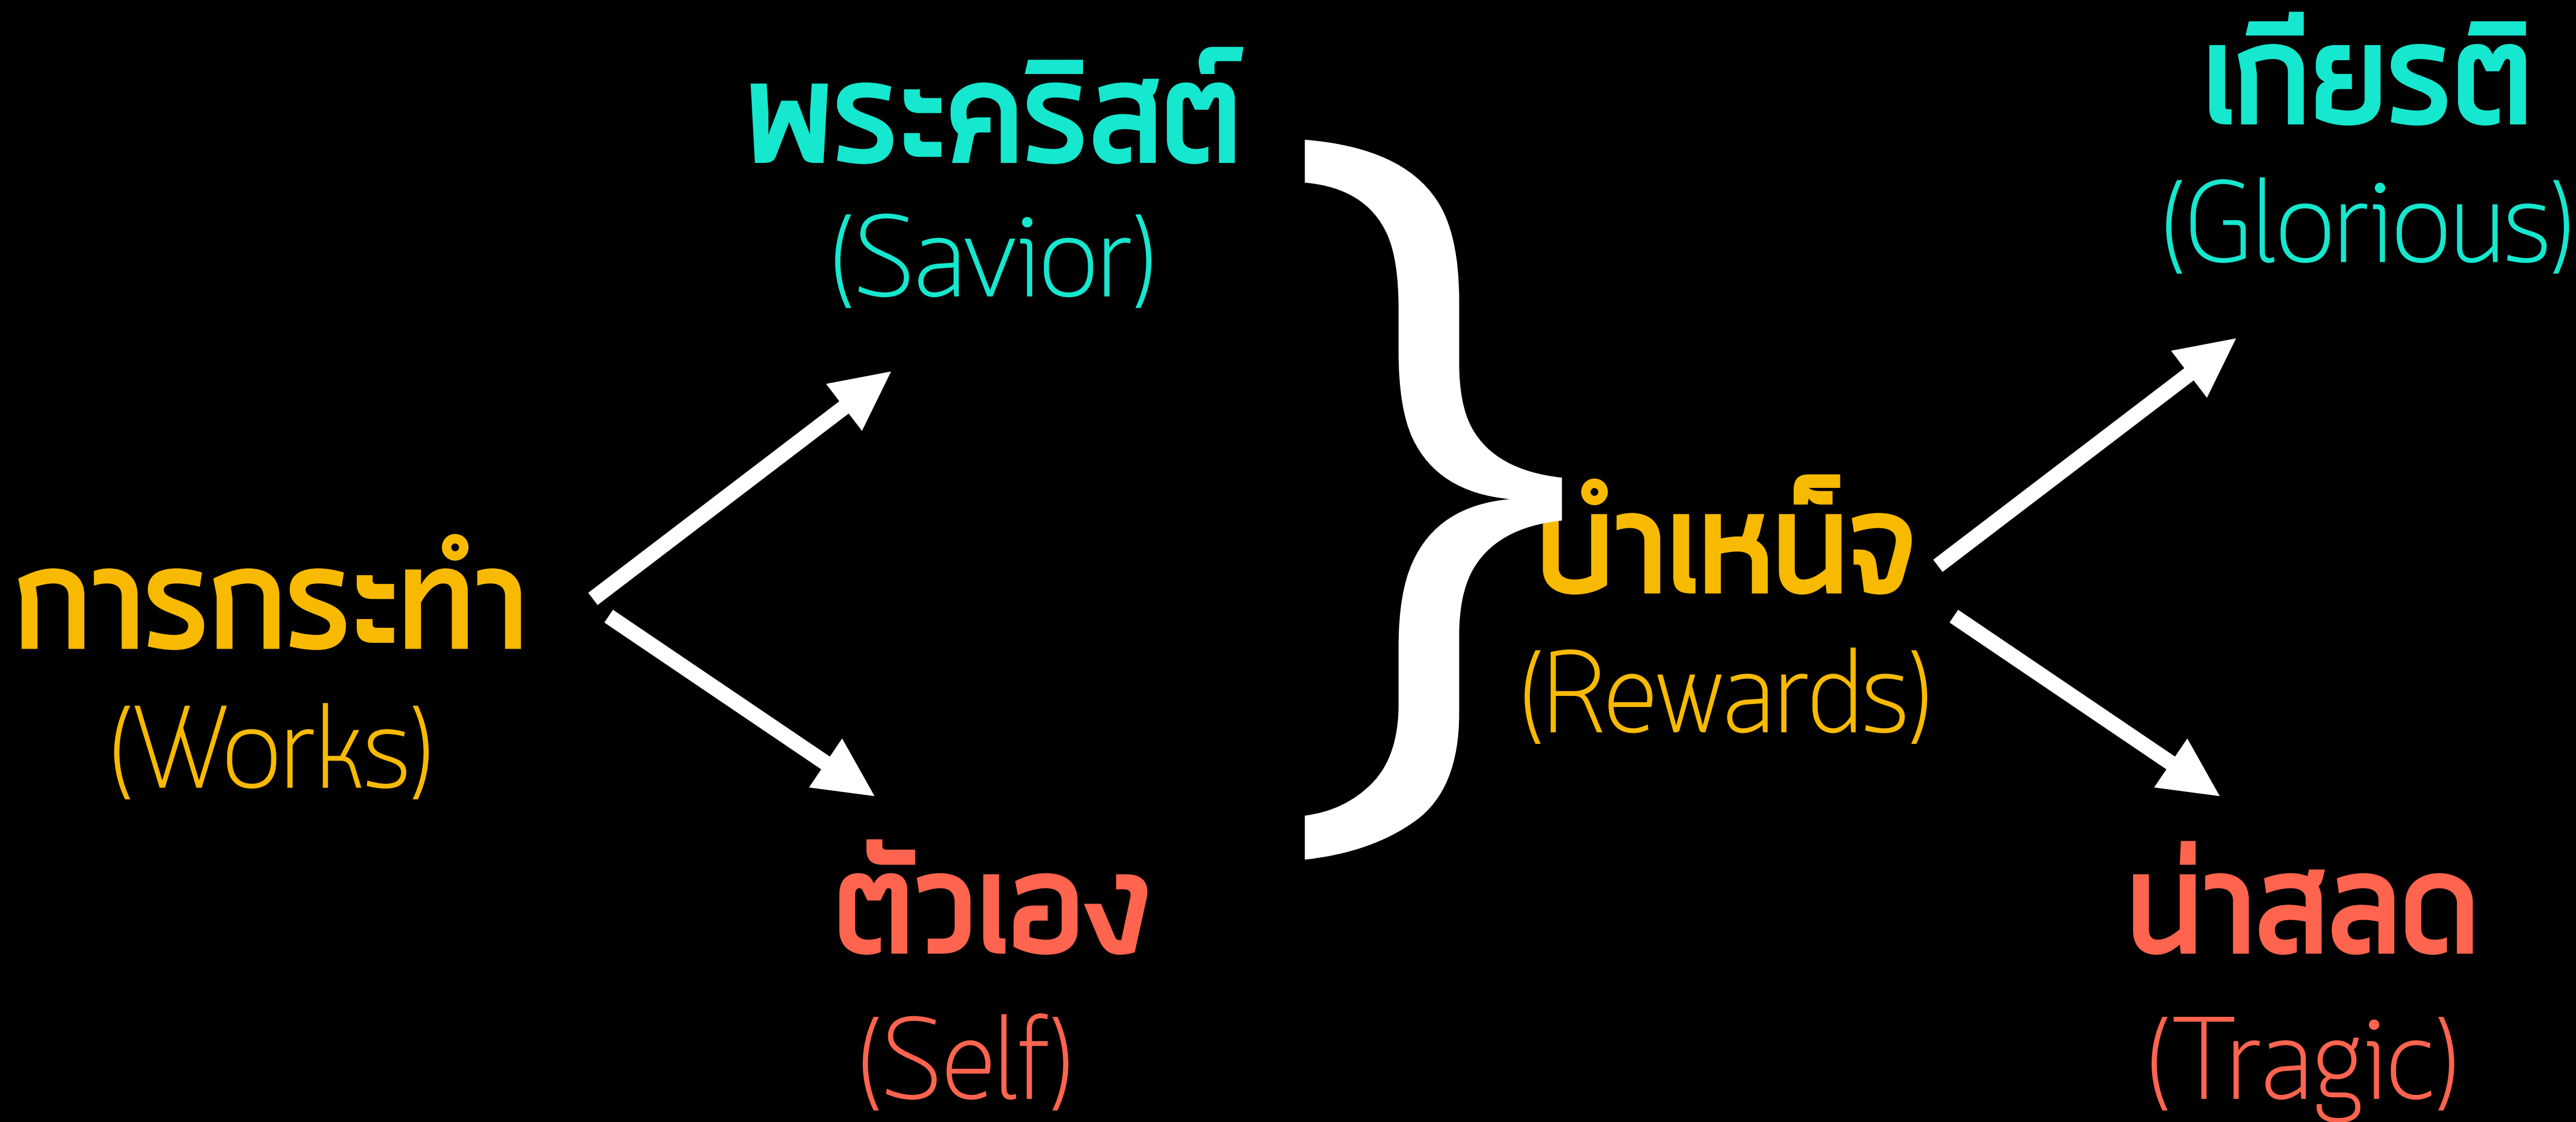 การกระทำ
(Works)
พระคริสต์
(Savior)
ตัวเอง
(Self)
บำเหน็จ
(Rewards)
เกียรติ
(Glorious)
น่าสลด
(Tragic)